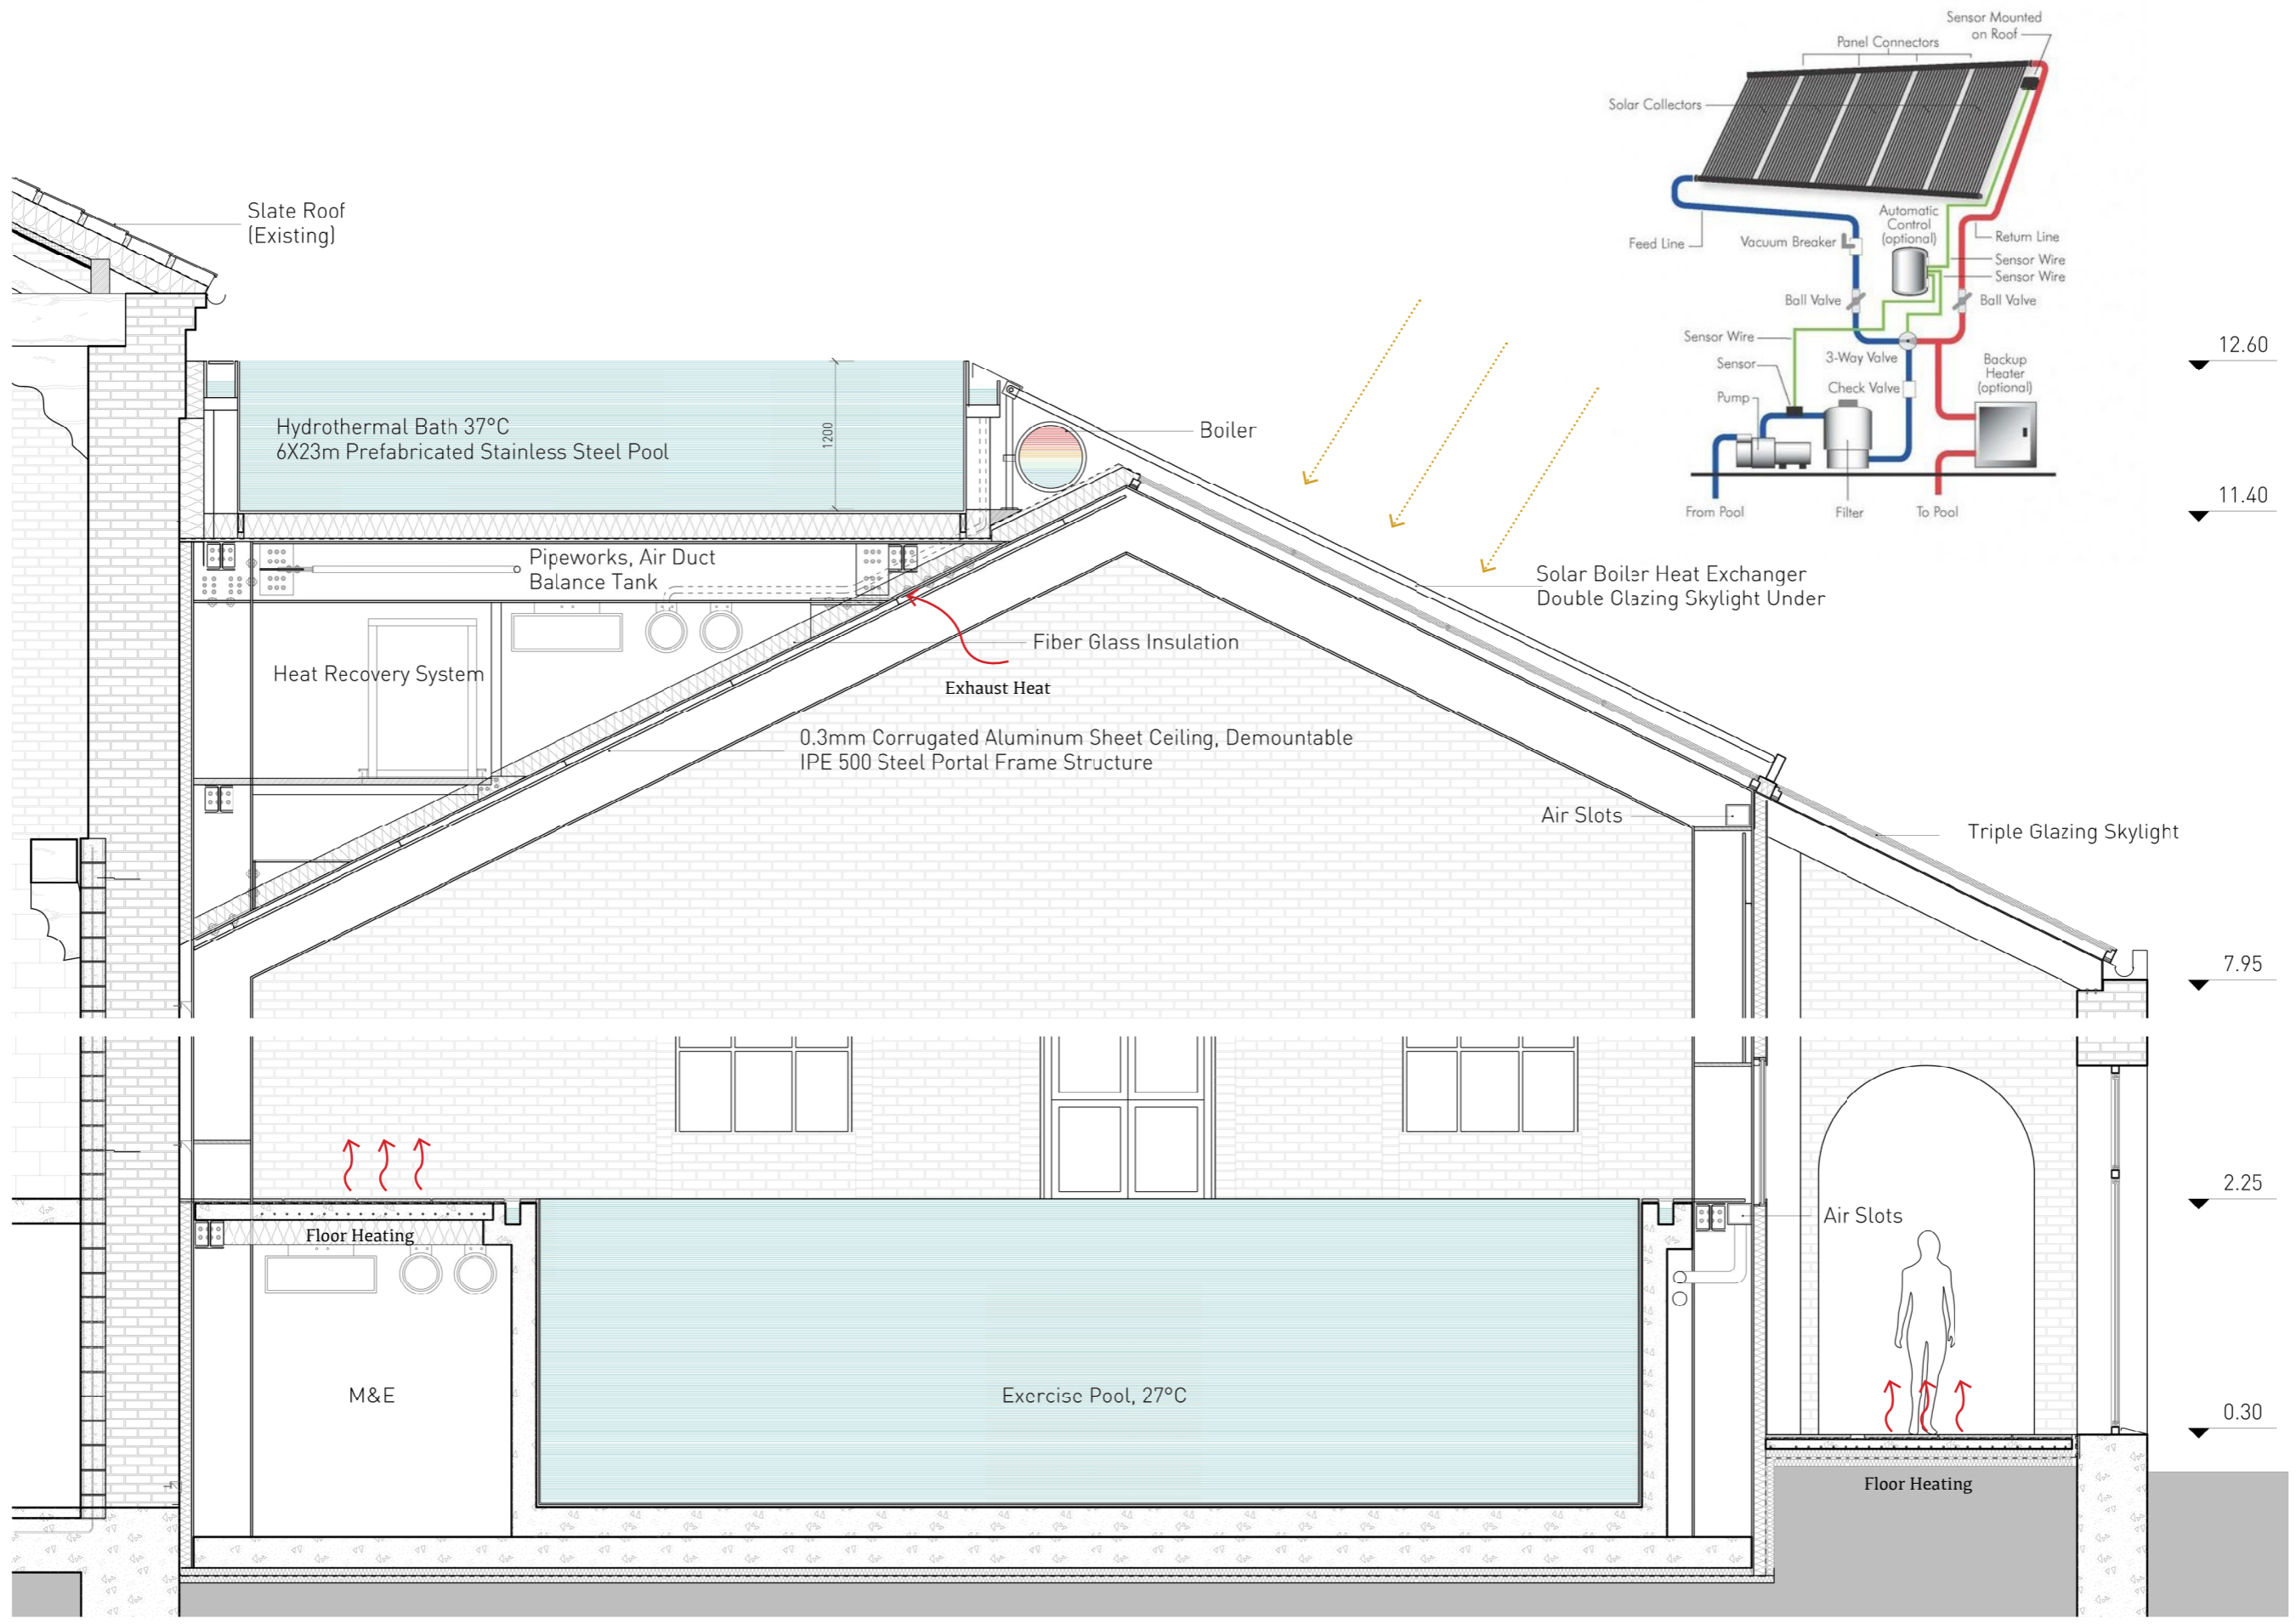 Sensor Mounted
on Roof
Panel Connectors
Solar Collectors
Automatic
Control
(optional)
Feed Line
Vacuum Breaker
Return Line
Sensor Wire
Sensor Wire
Ball Valve
Ball Valve
Sensor Wire
3-Way Valve
Sensor
Backup
Heater
(optional)
Check Valve
Pump
From Pool
Filter
To Pool
Slate Roof
(Existing)
12.60
Hydrothermal Bath 37°C
6X23m Prefabricated Stainless Steel Pool
1200
Boiler
11.40
Pipeworks, Air Duct
Balance Tank
Solar Boiler Heat Exchanger
Double Glazing Skylight Under
Fiber Glass Insulation
Heat Recovery System
Exhaust Heat
0.3mm Corrugated Aluminum Sheet Ceiling, Demountable
IPE 500 Steel Portal Frame Structure
Air Slots
Triple Glazing Skylight
7.95
2.25
Air Slots
Floor Heating
M&E
Exercise Pool, 27°C
0.30
Floor Heating